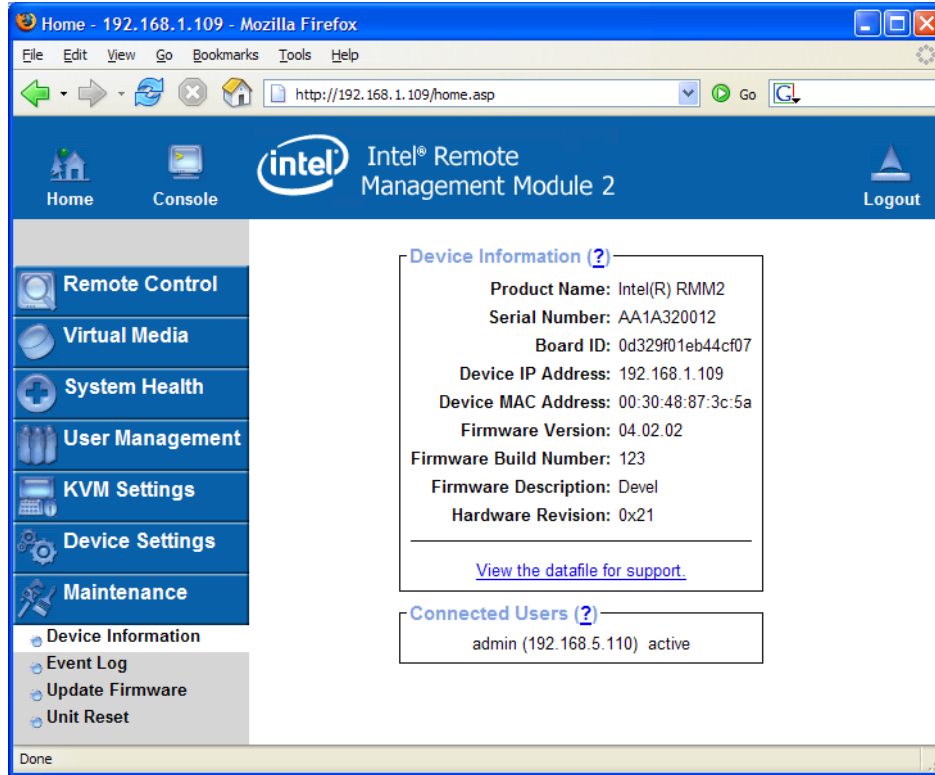 Home - 192.168.1.109 - Mozilla Firefox
File Edit View Go Bookmarks Tools Help
http://192.168.1.109/home.asp Go G
Home Console intel Intel® Remote Management Module 2 Logout
Remote Control
Virtual Media
System Health
User Management
KVM Settings
Device Settings
Maintenance
Device Information
Event Log
Update Firmware
Unit Reset
Device Information (?)
Product Name: Intel(R) RMM2
Serial Number: AA1A320012
Board ID: 0d329f01eb44cf07
Device IP Address: 192.168.1.109
Device MAC Address: 00:30:48:87:3c:5a
Firmware Version: 04.02.02
Firmware Build Number: 123
Firmware Description: Devel
Hardware Revision: 0x21
View the datafile for support.
Connected Users (?)
admin (192.168.5.110) active
Done